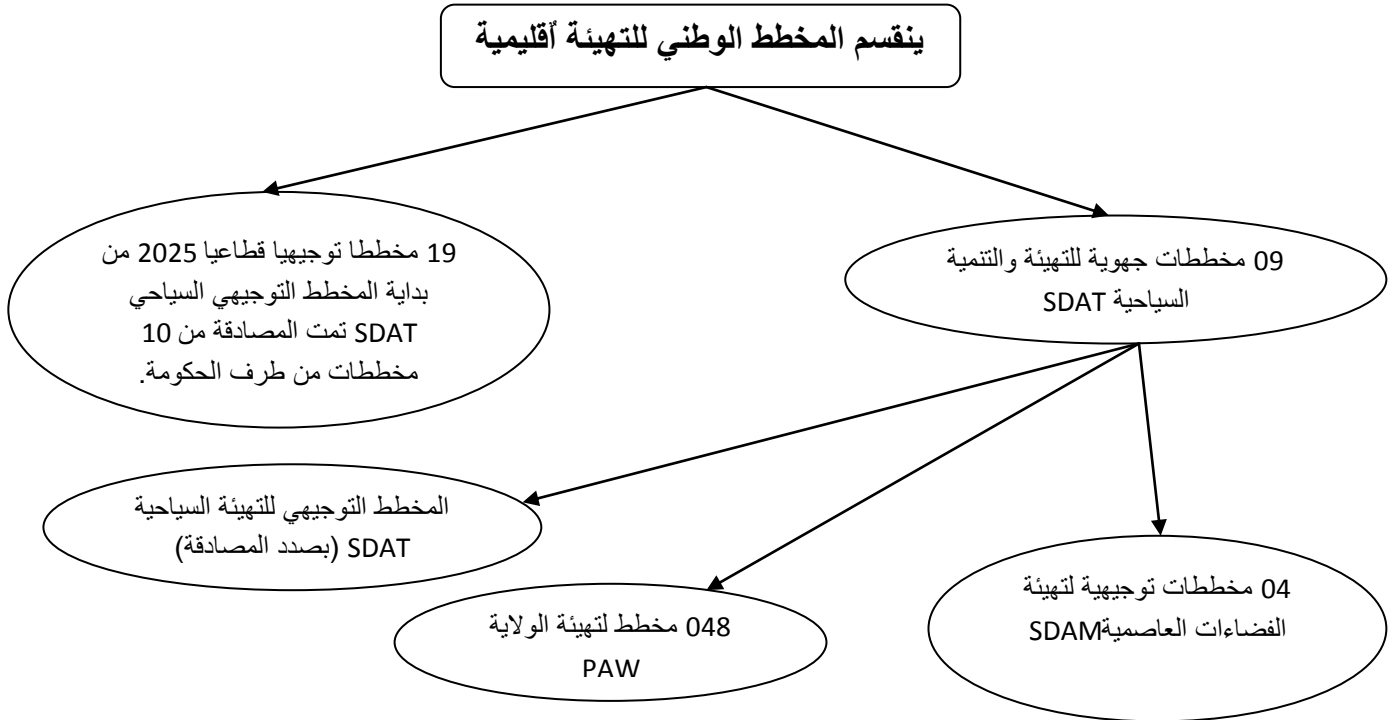 ينقسم المخطط الوطني للتهيئة آقليمية
19 مخططا توجيهيا قطاعيا 2025 من
بداية المخطط التوجيهي السياحي
SDAT تمت المصادقة من 10
مخططات من طرف الحكومة.
09 مخططات جهوية للتهيئة والتنمية
السياحية SDAT
المخطط التوجيهي للتهيئة السياحية
SDAT (بصدد المصادقة)
048 مخطط لتهيئة الولاية
PAW
04 مخططات توجيهية لتهيئة
الفضاءات العاصميةSDAM